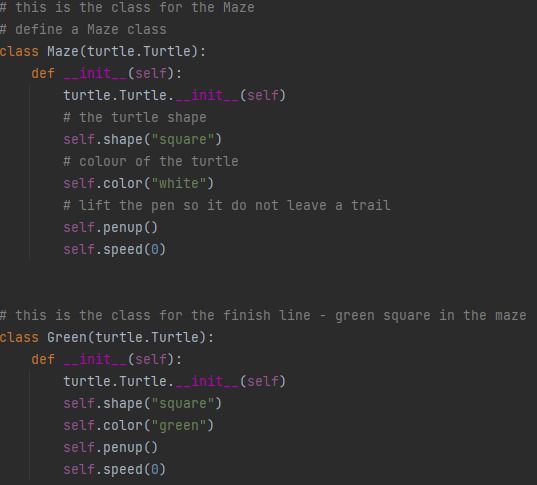 # this is the class for the Maze
# define a Maze class
class Maze(turtle.Turtle):
    def __init__(self):
        turtle.Turtle.__init__(self)
        # the turtle shape
        self.shape("square")
        # colour of the turtle
        self.color("white")
        # lift the pen so it do not leave a trail
        self.penup()
        self.speed(0)
# this is the class for the finish line - green square in the maze
class Green(turtle.Turtle):
    def __init__(self):
        turtle.Turtle.__init__(self)
        self.shape("square")
        self.color("green")
        self.penup()
        self.speed(0)